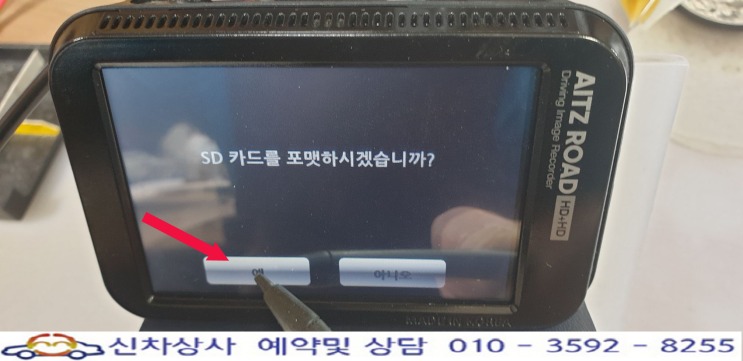 SD 카드를 포맷하시겠습니까?
예
아니오
AITZ ROAD HD+HD
Driving Image Recorder
MADE IN KOREA
신차상사 예약및 상담 010 - 3592 - 8255